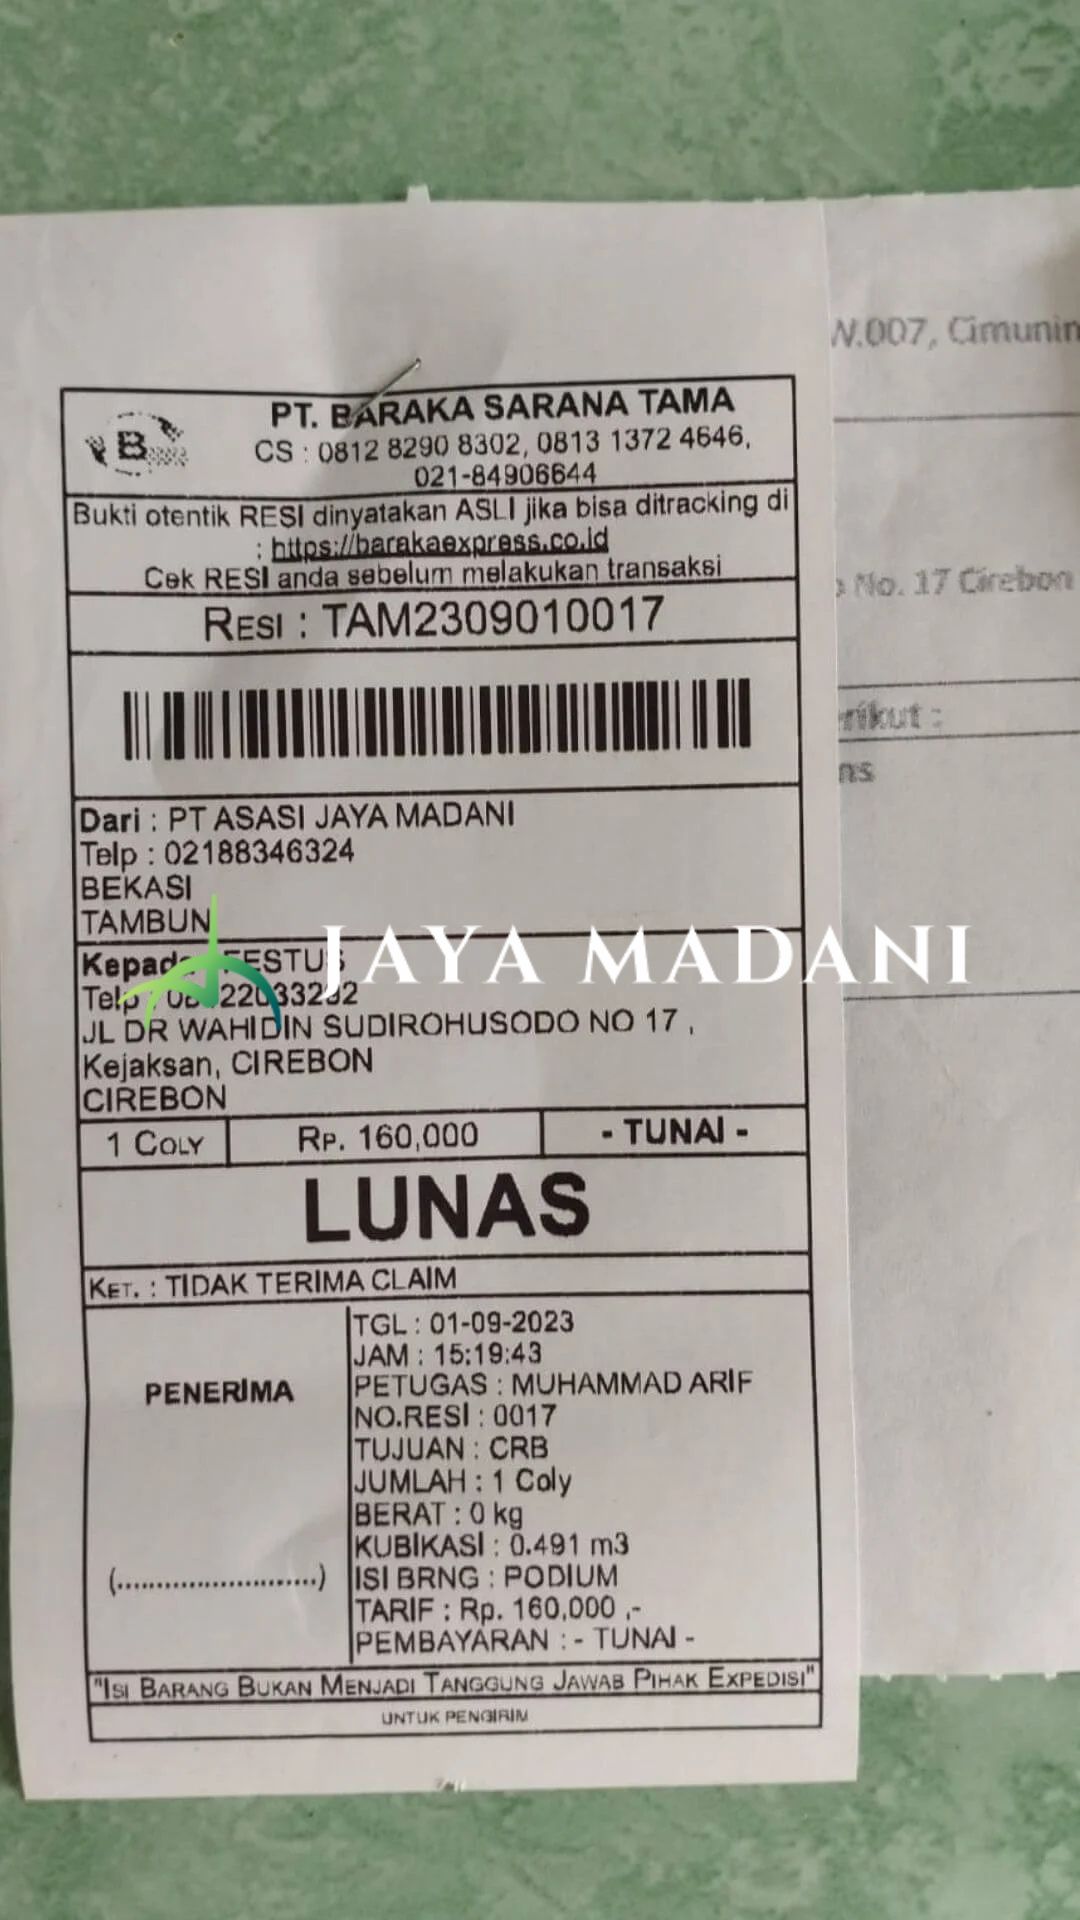 PT. BARAKA SARANA TAMA
B
CS : 0812 8290 8302, 0813 1372 4646,
021-84906644
Bukti otentik RESI dinyatakan ASLI jika bisa ditracking di
: https://barakaexpress.co.id
Cek RESI anda sebelum melakukan transaksi
RESI : TAM2309010017
Dari : PT ASASI JAYA MADANI
Telp : 02188346324
BEKASI
TAMBUN
JAYA MADANI
Kepada
Telp :
JL DR WAHIDIN SUDIROHUSODO NO 17 ,
Kejaksan, CIREBON
CIREBON
1 COLY
RP. 160,000
- TUNAI -
LUNAS
KET. : TIDAK TERIMA CLAIM
PENERIMA
(..........................)
TGL : 01-09-2023
JAM : 15:19:43
PETUGAS : MUHAMMAD ARIF
NO.RESI : 0017
TUJUAN : CRB
JUMLAH : 1 Coly
BERAT : 0 kg
KUBIKASI : 0.491 m3
ISI BRNG : PODIUM
TARIF : Rp. 160,000 ,-
PEMBAYARAN : - TUNAI -
"ISI BARANG BUKAN MENJADI TANGGUNG JAWAB PIHAK EXPEDISI"
UNTUK PENGIRIM
W.007, Cimunin
No. 17 Cirebon
erikut :
ns